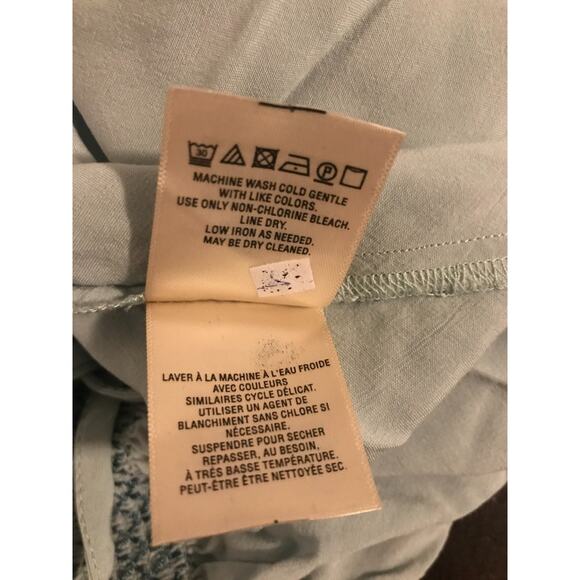 30 P
MACHINE WASH COLD GENTLE
WITH LIKE COLORS.
USE ONLY NON-CHLORINE BLEACH.
LINE DRY.
LOW IRON AS NEEDED.
MAY BE DRY CLEANED.
LAVER À LA MACHINE À L'EAU FROIDE
AVEC COULEURS
SIMILAIRES CYCLE DÉLICAT.
UTILISER UN AGENT DE
BLANCHIMENT SANS CHLORE SI
NÉCESSAIRE.
SUSPENDRE POUR SECHER
REPASSER, AU BESOIN,
À TRÉS BASSE TEMPÉRATURE.
PEUT-ÊTRE ÊTRE NETTOYÉE SEC.